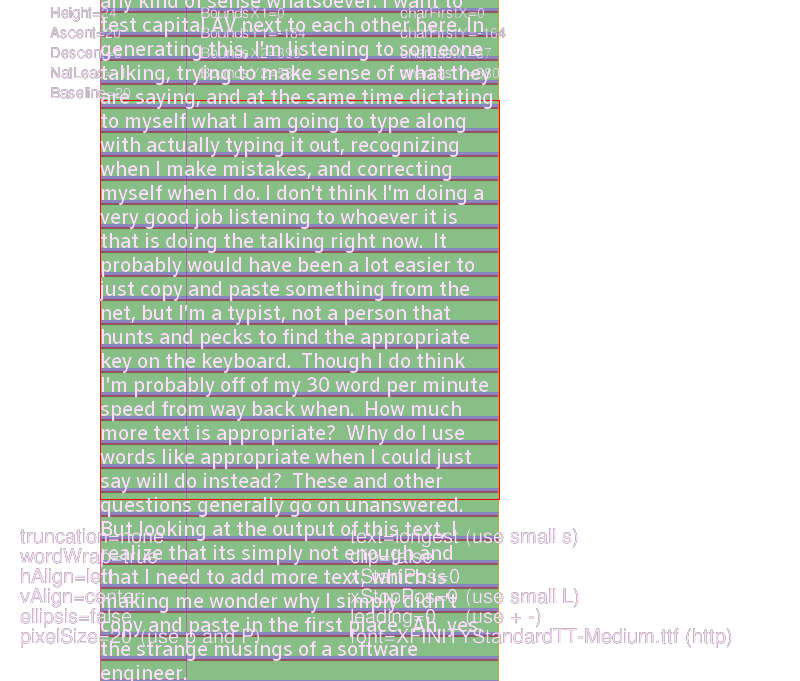 any kind of sense whatsoever. I want to
Height=24 BoundsX1=0 charFirstX=0
test capital AV next to each other here. In
Ascent=20 BoundsY1=-164 charFirstY=-164
generating this, I'm listening to someone
talking, trying to make sense of what they
Baseline=20
are saying, and at the same time dictating
to myself what I am going to type along
with actually typing it out, recognizing
when I make mistakes, and correcting
myself when I do. I don't think I'm doing a
very good job listening to whoever it is
that is doing the talking right now.  It
probably would have been a lot easier to
just copy and paste something from the
net, but I'm a typist, not a person that
hunts and pecks to find the appropriate
key on the keyboard.  Though I do think
I'm probably off of my 30 word per minute
speed from way back when.  How much
more text is appropriate?  Why do I use
words like appropriate when I could just
say will do instead?  These and other
questions generally go on unanswered.
But looking at the output of this text, I
truncation=none text=longest (use small s)
realize that its simply not enough and
wordWrap=true clip=false
that I need to add more text, which is
hAlign=left xStartPos=0
making me wonder why I simply didn't
vAlign=center xStopPos=0 (use small L)
copy and paste in the first place. AN, yes,
ellipsis=false leading=0 (use + -)
pixelSize=20 (use p and P) font=XFINITYStandardTT-Medium.ttf (http)
the strange musings of a software
engineer.